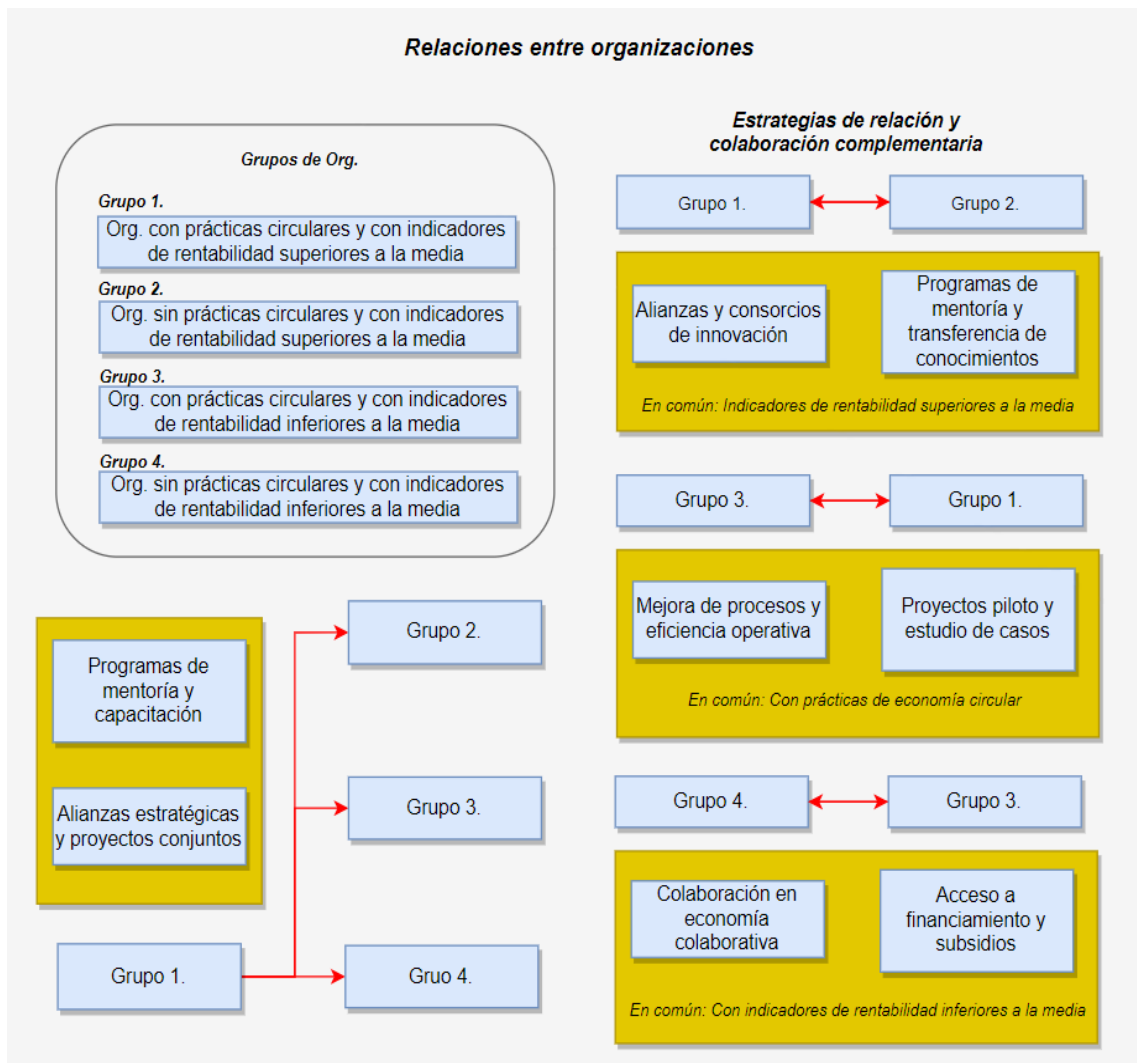 Relaciones entre organizaciones
Grupos de Org.
Grupo 1.
Org. con prácticas circulares y con indicadores
de rentabilidad superiores a la media
Grupo 2.
Org. sin prácticas circulares y con indicadores
de rentabilidad superiores a la media
Grupo 3.
Org. con prácticas circulares y con indicadores
de rentabilidad inferiores a la media
Grupo 4.
Org. sin prácticas circulares y con indicadores
de rentabilidad inferiores a la media
Programas de
mentoría y
capacitación
Alianzas estratégicas
y proyectos conjuntos
Grupo 1.
Grupo 2.
Grupo 3.
Gruo 4.
Estrategias de relación y
colaboración complementaria
Grupo 1.
Grupo 2.
Alianzas y consorcios
de innovación
Programas de
mentoría y
transferencia de
conocimientos
En común: Indicadores de rentabilidad superiores a la media
Grupo 3.
Grupo 1.
Mejora de procesos y
eficiencia operativa
Proyectos piloto y
estudio de casos
En común: Con prácticas de economía circular
Grupo 4.
Grupo 3.
Colaboración en
economía
colaborativa
Acceso a
financiamiento y
subsidios
En común: Con indicadores de rentabilidad inferiores a la media